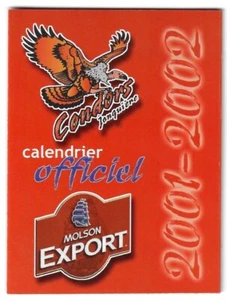 Condors
Jonquière
calendrier
officiel
MOLSON
EXPORT
2001-2002